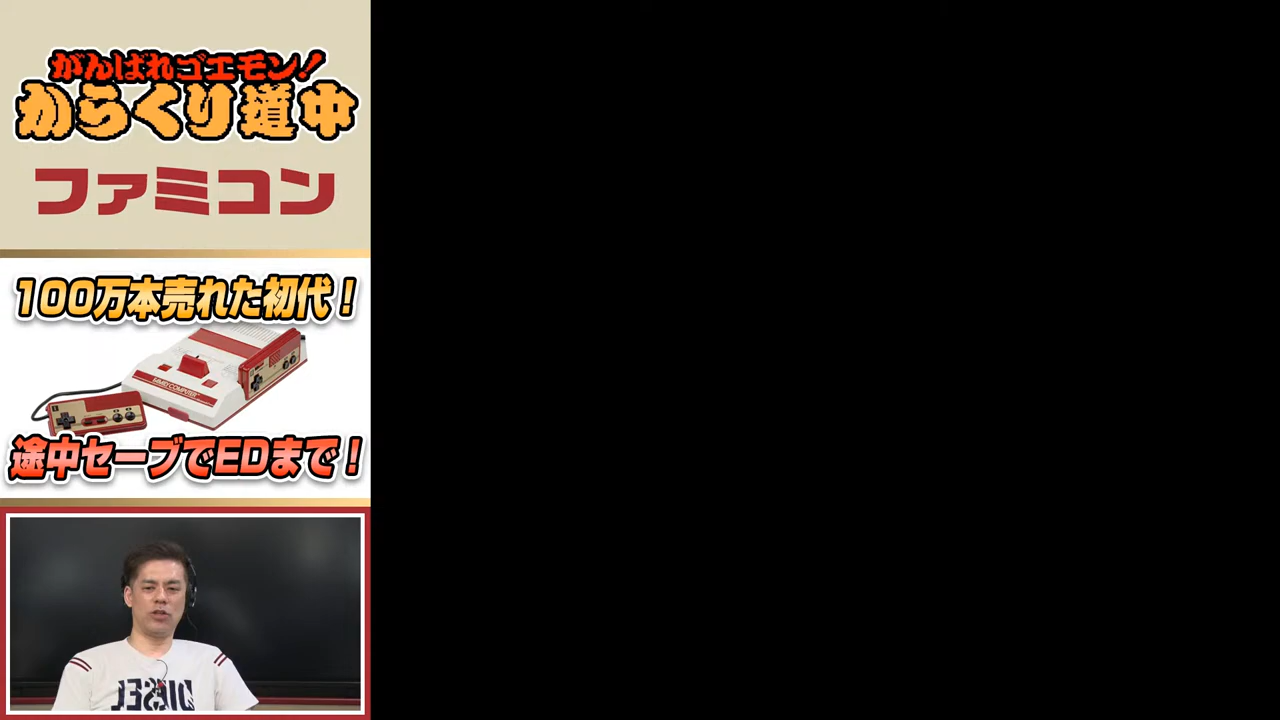 がんばれゴエモン!
からくり道中
ファミコン
100万本売れた初代!
途中セーブでEDまで!
DIESEL